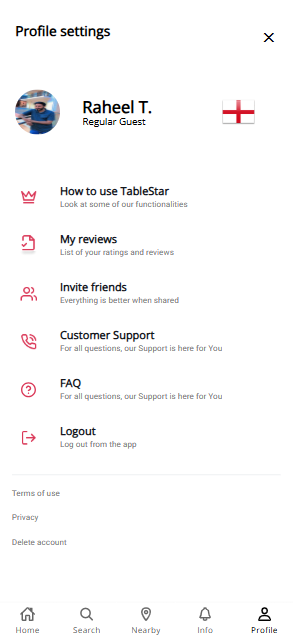 Profile settings
Raheel T.
Regular Guest
How to use TableStar
Look at some of our functionalities
My reviews
List of your ratings and reviews
Invite friends
Everything is better when shared
Customer Support
For all questions, our Support is here for You
FAQ
For all questions, our Support is here for You
Logout
Log out from the app
Terms of use
Privacy
Delete account
Home Search Nearby Info Profile